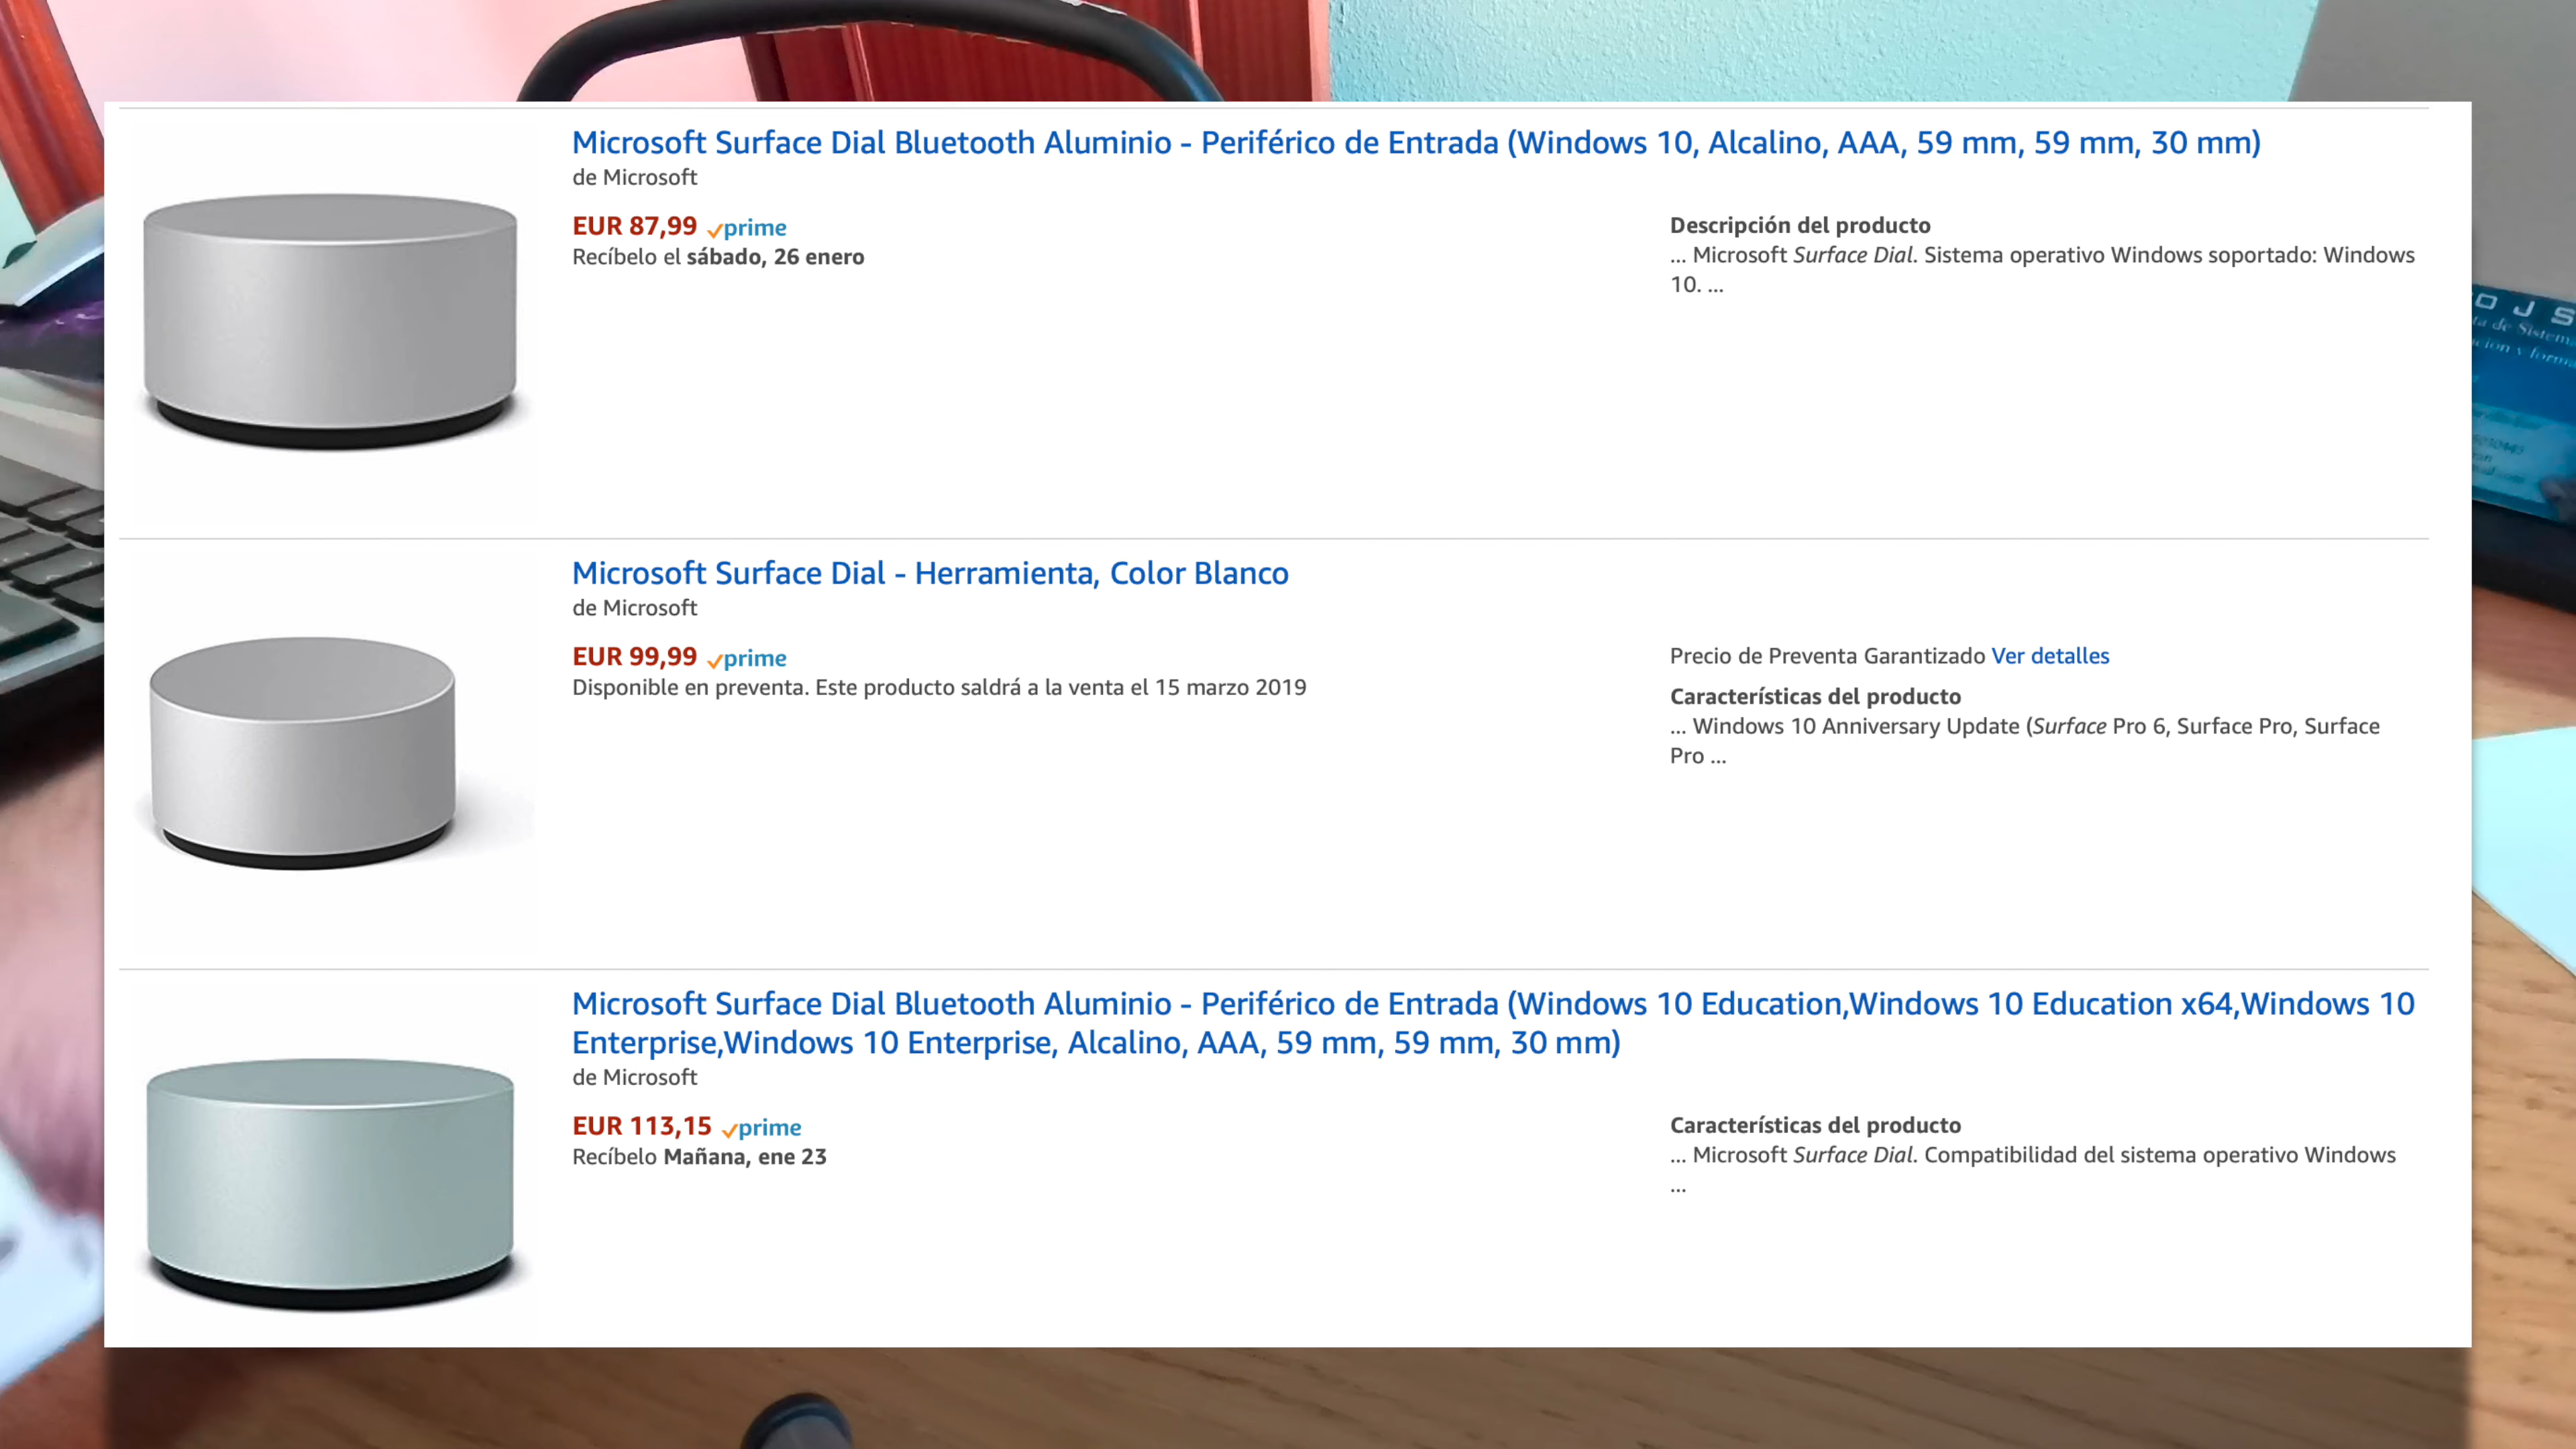 Microsoft Surface Dial Bluetooth Aluminio - Periférico de Entrada (Windows 10, Alcalino, AAA, 59 mm, 59 mm, 30 mm)
de Microsoft
EUR 87,99 prime
Recíbelo el sábado, 26 enero
Descripción del producto
... Microsoft Surface Dial. Sistema operativo Windows soportado: Windows
10. ...
Microsoft Surface Dial - Herramienta, Color Blanco
de Microsoft
EUR 99,99 prime
Disponible en preventa. Este producto saldrá a la venta el 15 marzo 2019
Precio de Preventa Garantizado Ver detalles
Características del producto
... Windows 10 Anniversary Update (Surface Pro 6, Surface Pro, Surface
Pro ...
Microsoft Surface Dial Bluetooth Aluminio - Periférico de Entrada (Windows 10 Education,Windows 10 Education x64,Windows 10
Enterprise,Windows 10 Enterprise, Alcalino, AAA, 59 mm, 59 mm, 30 mm)
de Microsoft
EUR 113,15 prime
Recíbelo Mañana, ene 23
Características del producto
... Microsoft Surface Dial. Compatibilidad del sistema operativo Windows
...
O J S
de Sistem